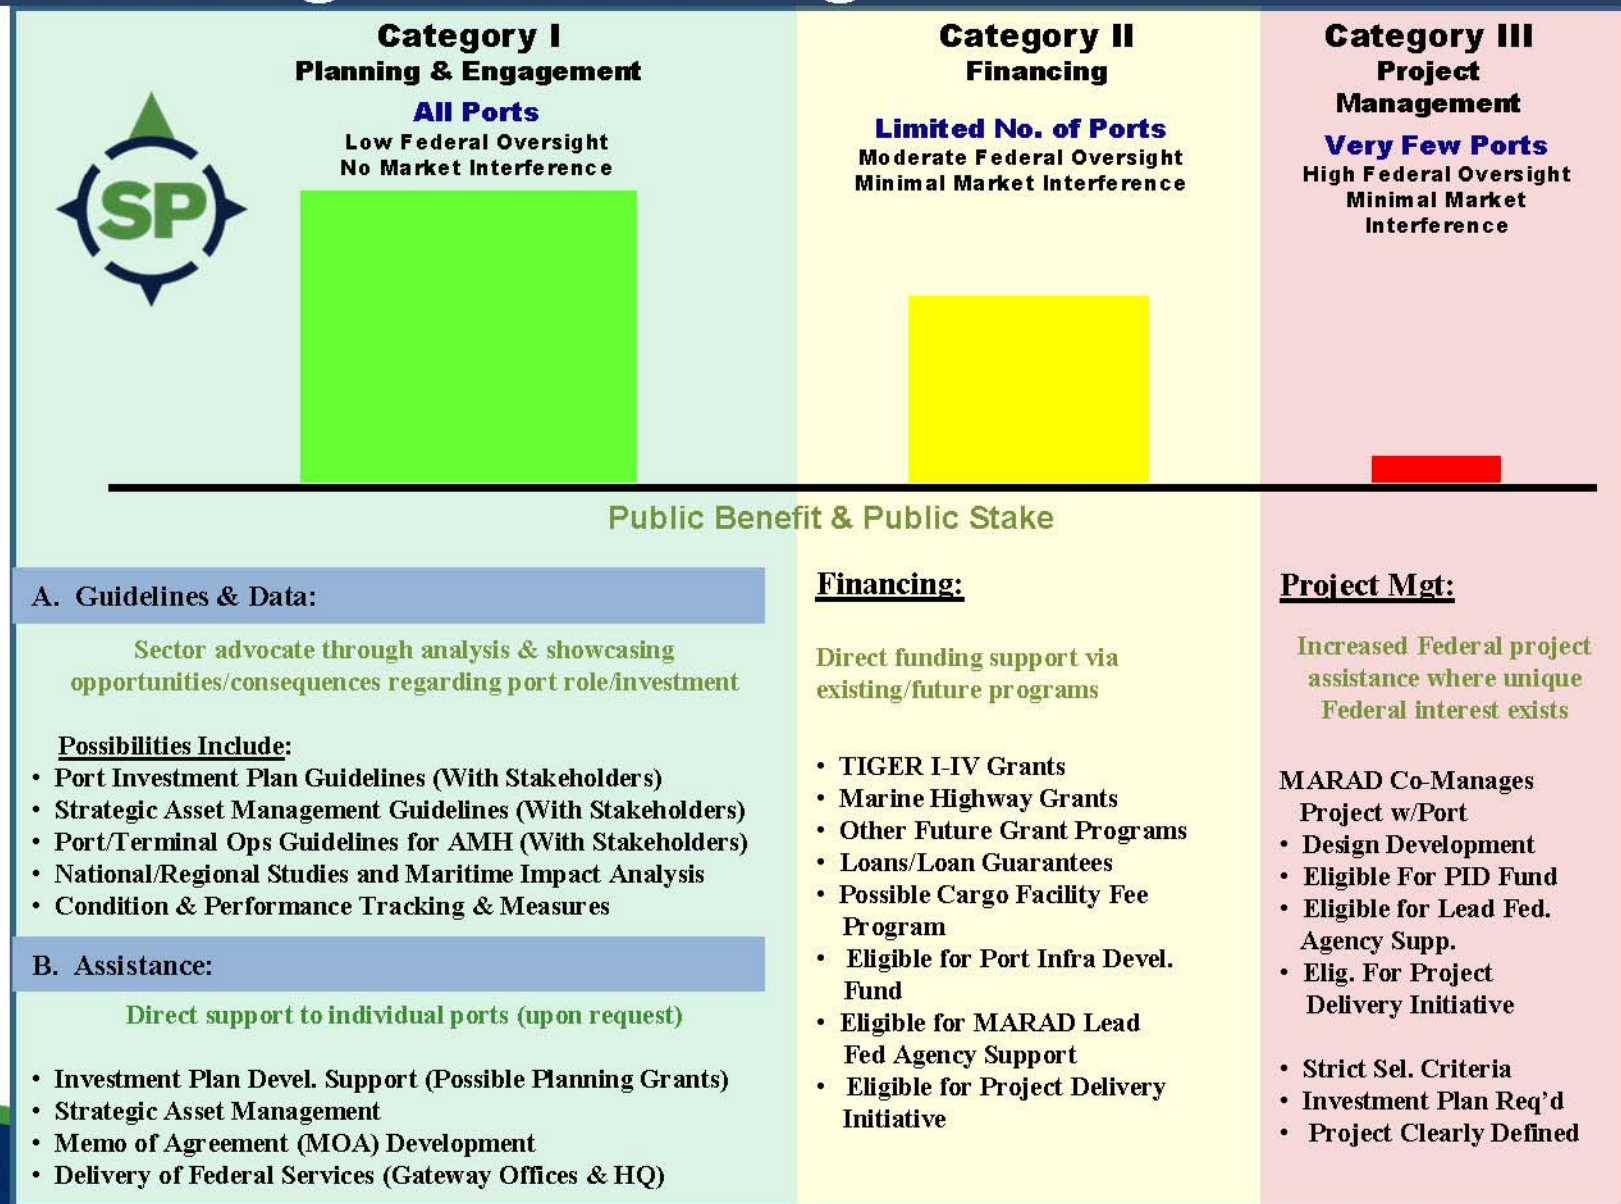 Category I
Planning & Engagement
All Ports
Low Federal Oversight
No Market Interference
SP
Category II
Financing
Limited No. of Ports
Moderate Federal Oversight
Minimal Market Interference
Category III
Project
Management
Very Few Ports
High Federal Oversight
Minimal Market
Interference
Public Benefit & Public Stake
A. Guidelines & Data:
Sector advocate through analysis & showcasing
opportunities/consequences regarding port role/investment
Possibilities Include:
• Port Investment Plan Guidelines (With Stakeholders)
• Strategic Asset Management Guidelines (With Stakeholders)
• Port/Terminal Ops Guidelines for AMH (With Stakeholders)
• National/Regional Studies and Maritime Impact Analysis
• Condition & Performance Tracking & Measures
B. Assistance:
Direct support to individual ports (upon request)
• Investment Plan Devel. Support (Possible Planning Grants)
• Strategic Asset Management
• Memo of Agreement (MOA) Development
• Delivery of Federal Services (Gateway Offices & HQ)
Financing:
Direct funding support via
existing/future programs
• TIGER I-IV Grants
• Marine Highway Grants
• Other Future Grant Programs
• Loans/Loan Guarantees
• Possible Cargo Facility Fee
Program
• Eligible for Port Infra Devel.
Fund
• Eligible for MARAD Lead
Fed Agency Support
• Eligible for Project Delivery
Initiative
Project Mgt:
Increased Federal project
assistance where unique
Federal interest exists
MARAD Co-Manages
Project w/Port
• Design Development
• Eligible For PID Fund
• Eligible for Lead Fed.
Agency Supp.
• Elig. For Project
Delivery Initiative
• Strict Sel. Criteria
• Investment Plan Req’d
• Project Clearly Defined